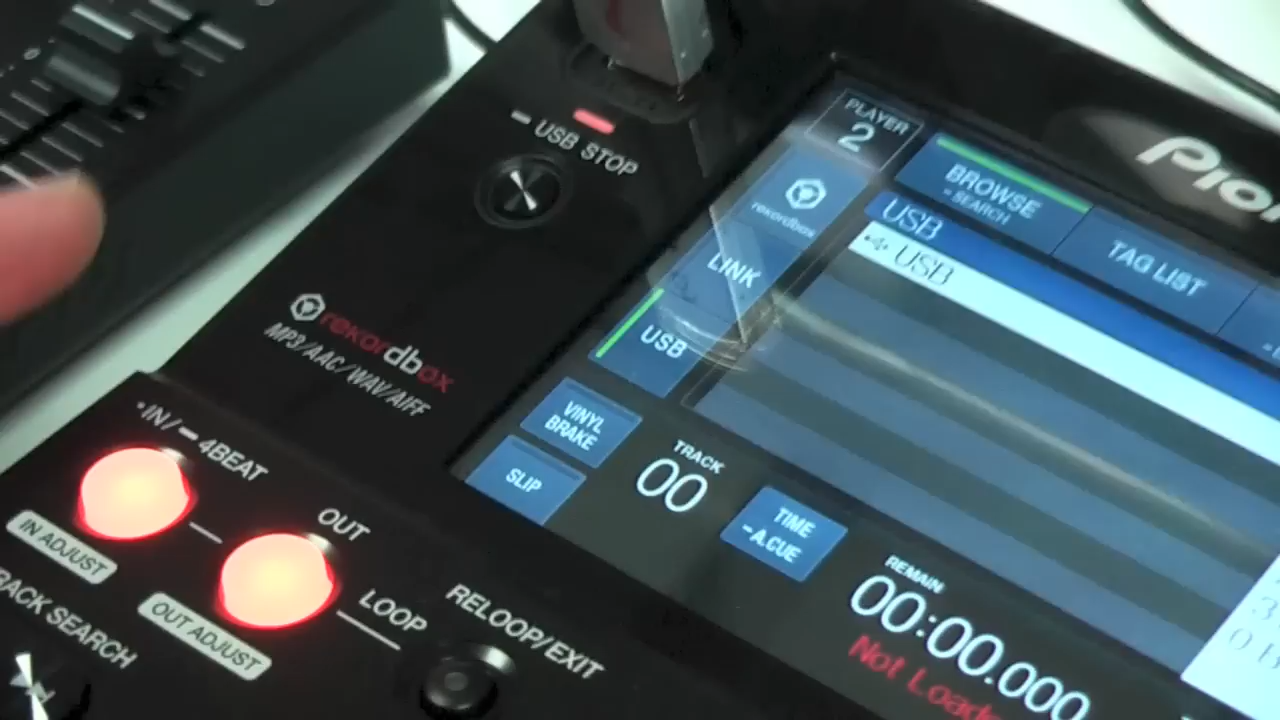 USB STOP
PLAYER
2
BROWSE
- SEARCH
TAG LIST
rekordbox
USB
USB
LINK
USB
rekordbox
MP3/AAC/WAV/AIFF
VINYL
BRAKE
SLIP
TRACK
00
TIME
-A.CUE
REMAIN
00:00.000
Not
IN/ 4BEAT
IN ADJUST
OUT
OUT ADJUST
LOOP
RELOOP/EXIT
SEARCH